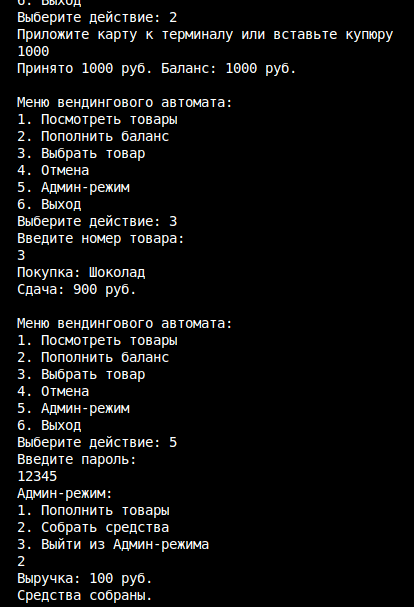 6. Выход
Выберите действие: 2
Приложите карту к терминалу или вставьте купюру
1000
Принято 1000 руб. Баланс: 1000 руб.
Меню вендингового автомата:
1. Посмотреть товары
2. Пополнить баланс
3. Выбрать товар
4. Отмена
5. Админ-режим
6. Выход
Выберите действие: 3
Введите номер товара:
3
Покупка: Шоколад
Сдача: 900 руб.
Меню вендингового автомата:
1. Посмотреть товары
2. Пополнить баланс
3. Выбрать товар
4. Отмена
5. Админ-режим
6. Выход
Выберите действие: 5
Введите пароль:
12345
Админ-режим:
1. Пополнить товары
2. Собрать средства
3. Выйти из Админ-режима
2
Выручка: 100 руб.
Средства собраны.